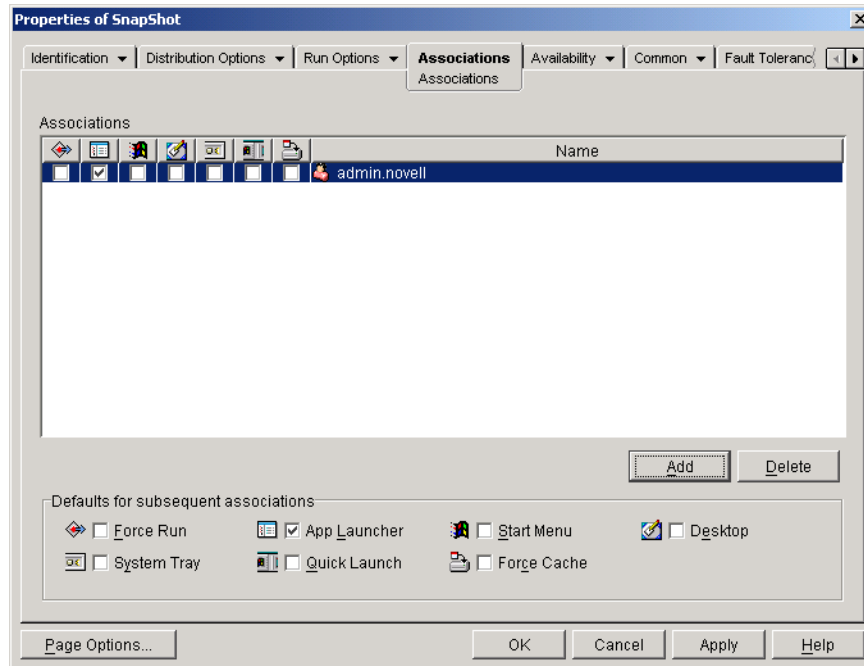 Properties of SnapShot
Identification Distribution Options Run Options Associations Availability Common Fault Toleranc
Associations
Associations
Name
admin.novell
Add Delete
Defaults for subsequent associations
Force Run App Launcher Start Menu Desktop
System Tray Quick Launch Force Cache
Page Options... OK Cancel Apply Help